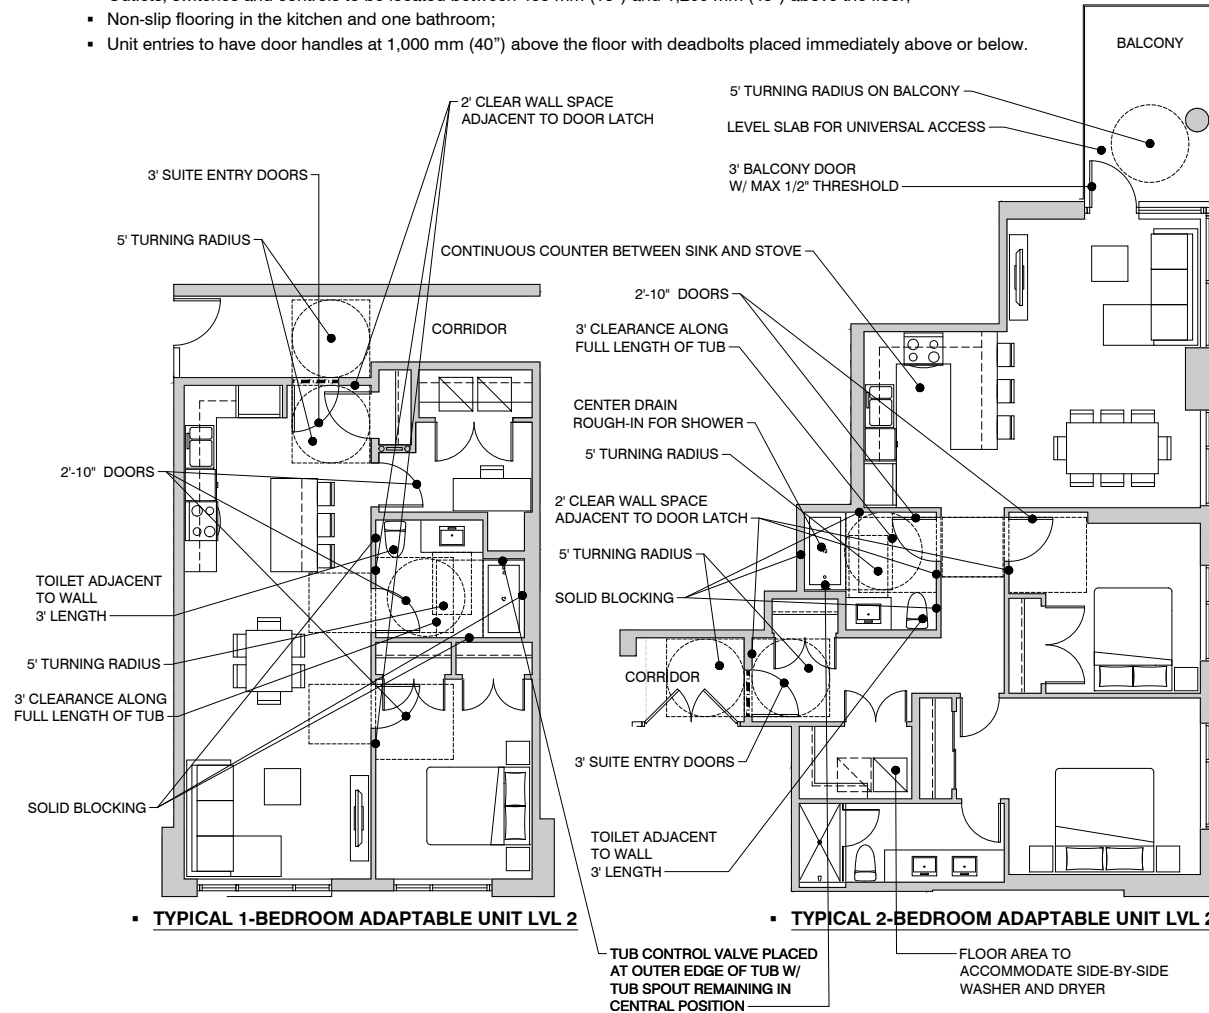 ▪ Non-slip flooring in the kitchen and one bathroom;
▪ Unit entries to have door handles at 1,000 mm (40”) above the floor with deadbolts placed immediately above or below.
BALCONY
2' CLEAR WALL SPACE
ADJACENT TO DOOR LATCH
5' TURNING RADIUS ON BALCONY
LEVEL SLAB FOR UNIVERSAL ACCESS
3' BALCONY DOOR
W/ MAX 1/2" THRESHOLD
3' SUITE ENTRY DOORS
5' TURNING RADIUS
CONTINUOUS COUNTER BETWEEN SINK AND STOVE
2'-10" DOORS
CORRIDOR
3' CLEARANCE ALONG
FULL LENGTH OF TUB
CENTER DRAIN
ROUGH-IN FOR SHOWER
5' TURNING RADIUS
2'-10" DOORS
2' CLEAR WALL SPACE
ADJACENT TO DOOR LATCH
5' TURNING RADIUS
TOILET ADJACENT
TO WALL
3' LENGTH
SOLID BLOCKING
5' TURNING RADIUS
CORRIDOR
3' CLEARANCE ALONG
FULL LENGTH OF TUB
3' SUITE ENTRY DOORS
SOLID BLOCKING
TOILET ADJACENT
TO WALL
3' LENGTH
▪ TYPICAL 1-BEDROOM ADAPTABLE UNIT LVL 2
▪ TYPICAL 2-BEDROOM ADAPTABLE UNIT LVL 2
TUB CONTROL VALVE PLACED
AT OUTER EDGE OF TUB W/
TUB SPOUT REMAINING IN
CENTRAL POSITION
FLOOR AREA TO
ACCOMMODATE SIDE-BY-SIDE
WASHER AND DRYER